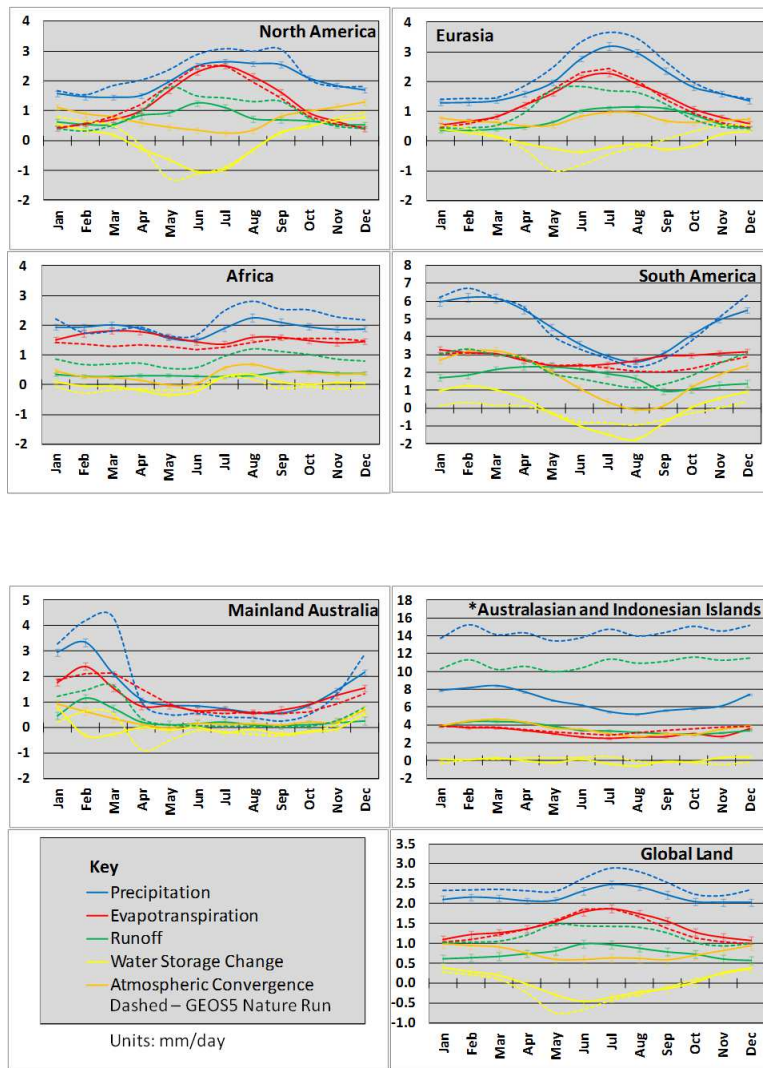 North America
4
3
2
1
0
-1
-2
Jan Feb Mar Apr May Jun Jul Aug Sep Oct Nov Dec
Eurasia
4
3
2
1
0
-1
-2
Jan Feb Mar Apr May Jun Jul Aug Sep Oct Nov Dec
Africa
4
3
2
1
0
-1
-2
Jan Feb Mar Apr May Jun Jul Aug Sep Oct Nov Dec
South America
8
7
6
5
4
3
2
1
0
-1
-2
Jan Feb Mar Apr May Jun Jul Aug Sep Oct Nov Dec
Mainland Australia
5
4
3
2
1
0
-1
-2
Jan Feb Mar Apr May Jun Jul Aug Sep Oct Nov Dec
*Australasian and Indonesian Islands
18
16
14
12
10
8
6
4
2
0
-2
Jan Feb Mar Apr May Jun Jul Aug Sep Oct Nov Dec
Key
Precipitation
Evapotranspiration
Runoff
Water Storage Change
Atmospheric Convergence
Dashed – GEOS5 Nature Run
Units: mm/day
Global Land
3.5
3.0
2.5
2.0
1.5
1.0
0.5
0.0
-0.5
-1.0
Jan Feb Mar Apr May Jun Jul Aug Sep Oct Nov Dec